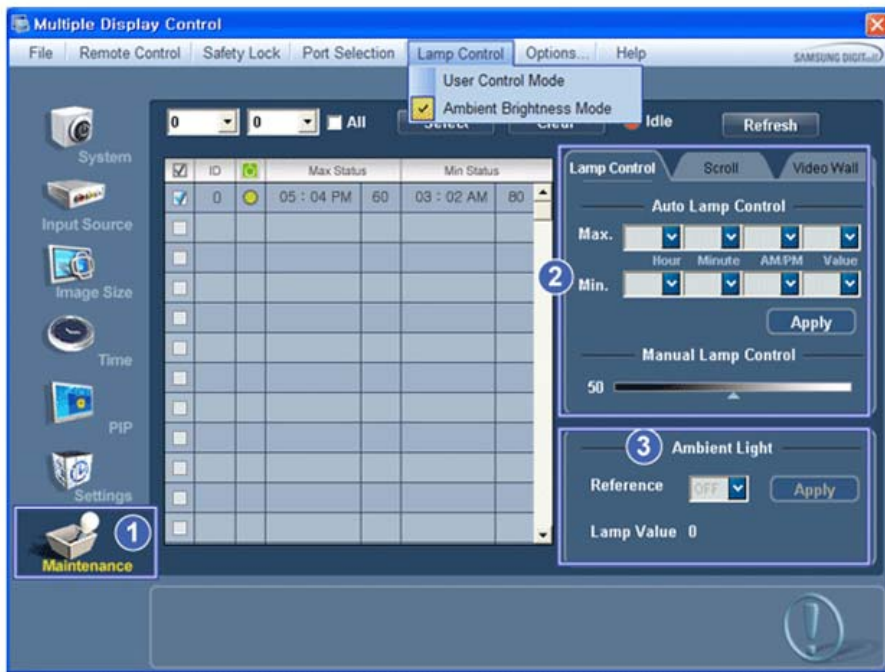 Multiple Display Control
File Remote Control Safety Lock Port Selection Lamp Control Options... Help
User Control Mode
Ambient Brightness Mode
0 0 All Select Clear Idle Refresh
System
Input Source
Image Size
Time
PIP
Settings
1
Maintenance
ID Max Status Min Status
0 05 : 04 PM 60 03 : 02 AM 80
Lamp Control Scroll Video Wall
Auto Lamp Control
Max.
Hour Minute AM/PM Value
2
Min.
Apply
Manual Lamp Control
50
3 Ambient Light
Reference OFF Apply
Lamp Value 0